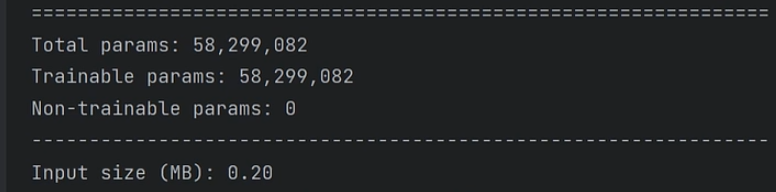 ================================================================
Total params: 58,299,082
Trainable params: 58,299,082
Non-trainable params: 0
----------------------------------------------------------------
Input size (MB): 0.20